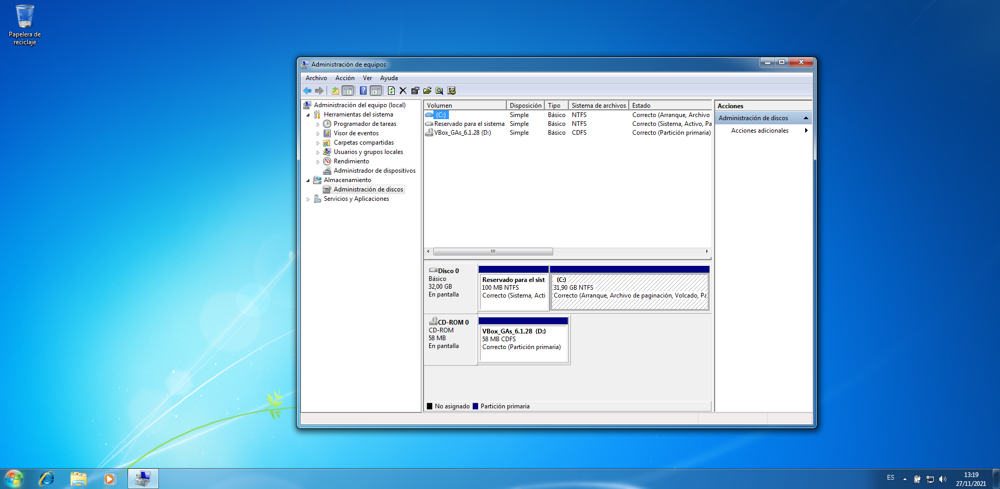 Papelera de
reciclaje
Administración de equipos
Archivo Acción Ver Ayuda
Administración del equipo (local)
Herramientas del sistema
Programador de tareas
Visor de eventos
Carpetas compartidas
Usuarios y grupos locales
Rendimiento
Administrador de dispositivos
Almacenamiento
Administración de discos
Servicios y Aplicaciones
Volumen Disposición Tipo Sistema de archivos Estado
(C:) Simple Básico NTFS Correcto (Arranque, Archivo
Reservado para el sistema Simple Básico NTFS Correcto (Sistema, Activo, Pa
VBox_GAs_6.1.28 (D:) Simple Básico CDFS Correcto (Partición primaria)
Disco 0
Básico
32,00 GB
En pantalla
Reservado para el sist
100 MB NTFS
Correcto (Sistema, Acti
(C:)
31,90 GB NTFS
Correcto (Arranque, Archivo de paginación, Volcado, Pa
CD-ROM 0
CD-ROM
58 MB
En pantalla
VBox_GAs_6.1.28 (D:)
58 MB CDFS
Correcto (Partición primaria)
No asignado Partición primaria
Acciones
Administración de discos
Acciones adicionales
ES
13:19
27/11/2021